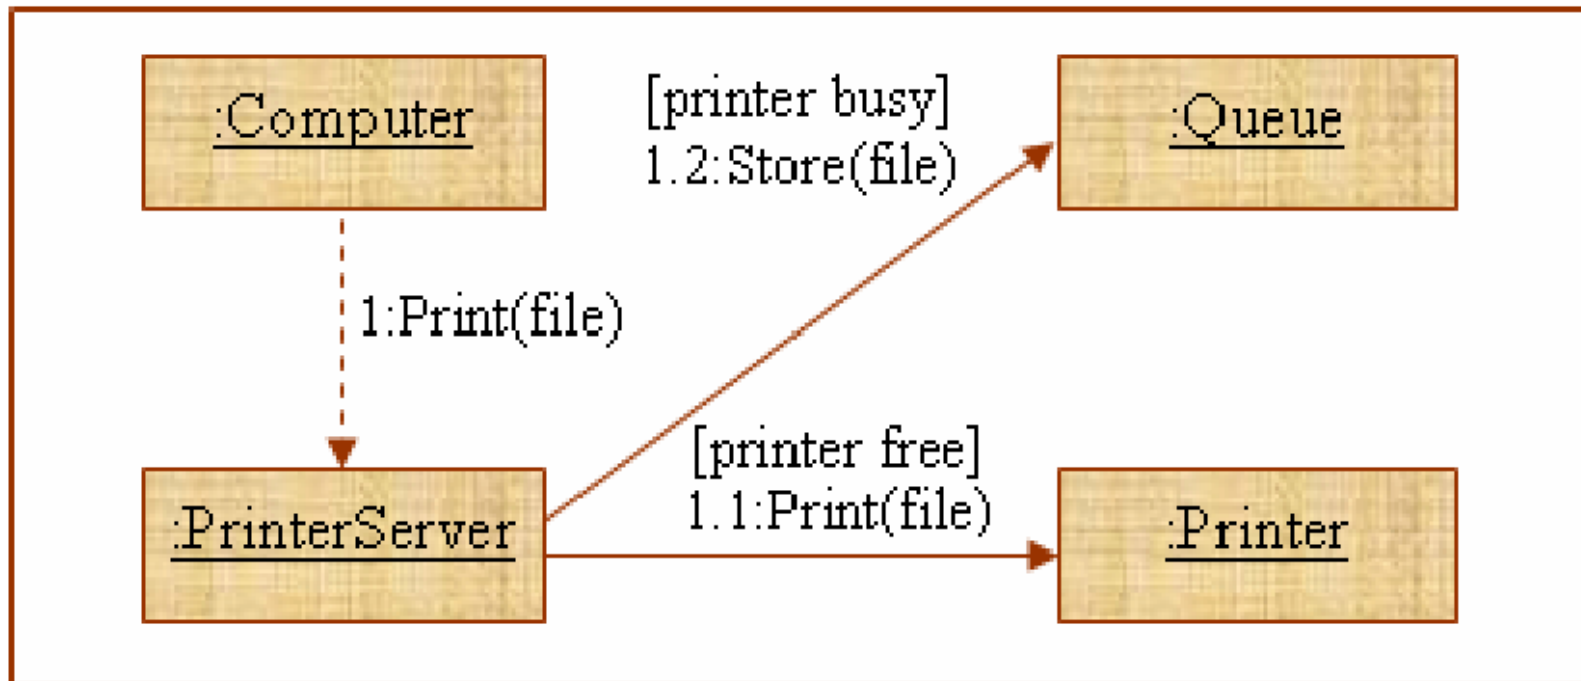 :Computer
[printer busy]
1.2:Store(file)
:Queue
1:Print(file)
:PrinterServer
[printer free]
1.1:Print(file)
:Printer